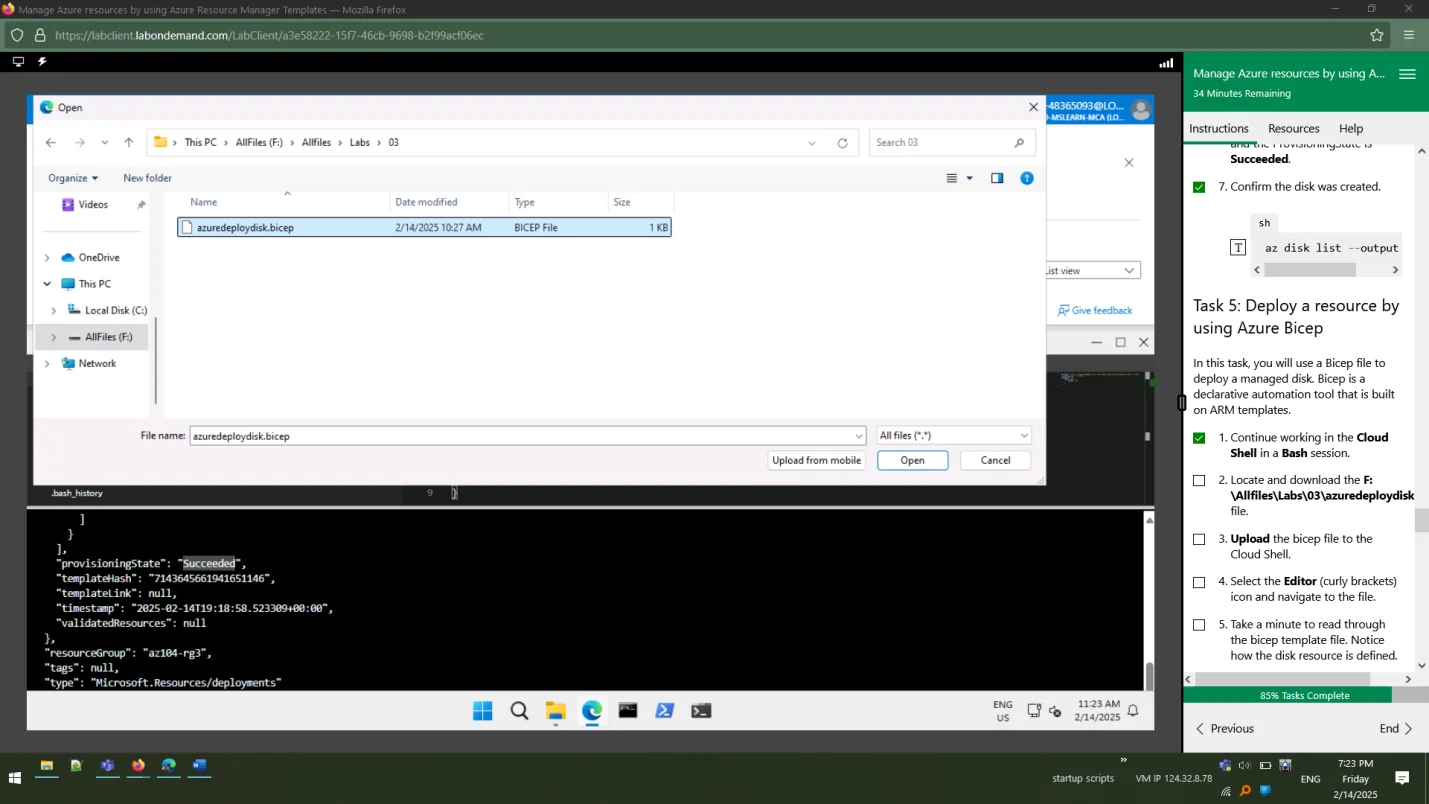 Manage Azure resources by using Azure Resource Manager Templates — Mozilla Firefox
https://labclient.labondemand.com/LabClient/a3e58222-15f7-46cb-9698-b2f99acf06ec
Open
-48365093@LO...
D-MSLEARN-MCA (LO...
This PC > AllFiles (F:) > Allfiles > Labs > 03
Search 03
Organize
New folder
Videos
OneDrive
This PC
Local Disk (C:)
AllFiles (F:)
Network
Name Date modified Type Size
azuredeploydisk.bicep 2/14/2025 10:27 AM BICEP File 1 KB
File name: azuredeploydisk.bicep
All files (*.*)
Upload from mobile
Open
Cancel
ist view
Give feedback
.bash_history
9 }
]
}
],
"provisioningState": "Succeeded",
"templateHash": "7143645661941651146",
"templateLink": null,
"timestamp": "2025-02-14T19:18:58.523309+00:00",
"validatedResources": null
},
"resourceGroup": "az104-rg3",
"tags": null,
"type": "Microsoft.Resources/deployments"
ENG
US
11:23 AM
2/14/2025
Manage Azure resources by using A...
34 Minutes Remaining
Instructions Resources Help
and the ProvisioningState is
Succeeded.
7. Confirm the disk was created.
sh
T
az disk list --output
Task 5: Deploy a resource by
using Azure Bicep
In this task, you will use a Bicep file to
deploy a managed disk. Bicep is a
declarative automation tool that is built
on ARM templates.
1. Continue working in the Cloud
Shell in a Bash session.
2. Locate and download the F:
\Allfiles\Labs\03\azuredeploydisk
file.
3. Upload the bicep file to the
Cloud Shell.
4. Select the Editor (curly brackets)
icon and navigate to the file.
5. Take a minute to read through
the bicep template file. Notice
how the disk resource is defined.
85% Tasks Complete
Previous
End
startup scripts
VM IP 124.32.8.78
ENG
7:23 PM
Friday
2/14/2025